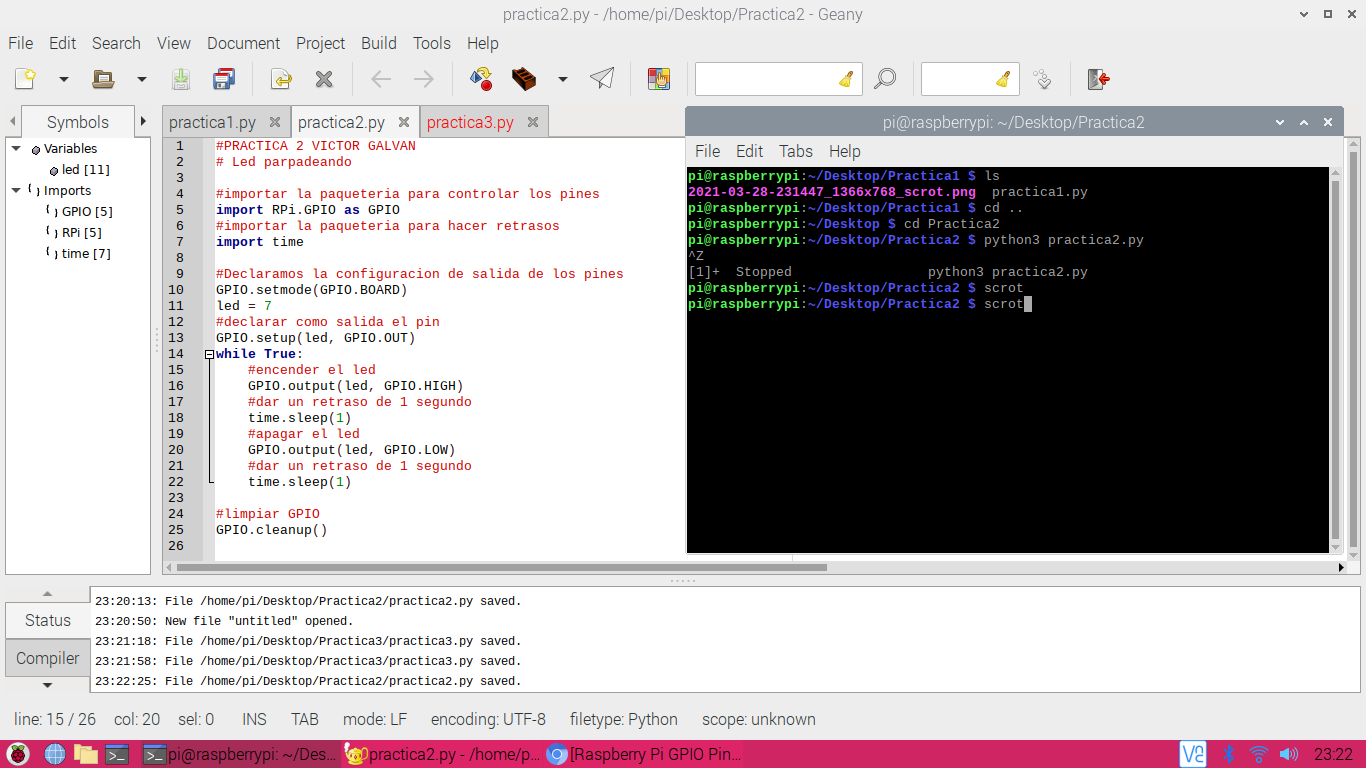 practica2.py - /home/pi/Desktop/Practica2 - Geany
File Edit Search View Document Project Build Tools Help
Symbols
Variables
led [11]
Imports
GPIO [5]
RPi [5]
time [7]
practica1.py practica2.py practica3.py
1 #PRACTICA 2 VICTOR GALVAN
2 # Led parpadeando
3
4 #importar la paqueteria para controlar los pines
5 import RPi.GPIO as GPIO
6 #importar la paqueteria para hacer retrasos
7 import time
8
9 #Declaramos la configuracion de salida de los pines
10 GPIO.setmode(GPIO.BOARD)
11 led = 7
12 #declarar como salida el pin
13 GPIO.setup(led, GPIO.OUT)
14 while True:
15 #encender el led
16 GPIO.output(led, GPIO.HIGH)
17 #dar un retraso de 1 segundo
18 time.sleep(1)
19 #apagar el led
20 GPIO.output(led, GPIO.LOW)
21 #dar un retraso de 1 segundo
22 time.sleep(1)
23
24 #limpiar GPIO
25 GPIO.cleanup()
26
pi@raspberrypi: ~/Desktop/Practica2
File Edit Tabs Help
pi@raspberrypi:~/Desktop/Practica1 $ ls
2021-03-28-231447_1366x768_scrot.png practica1.py
pi@raspberrypi:~/Desktop/Practica1 $ cd ..
pi@raspberrypi:~/Desktop $ cd Practica2
pi@raspberrypi:~/Desktop/Practica2 $ python3 practica2.py
^Z
[1]+ Stopped python3 practica2.py
pi@raspberrypi:~/Desktop/Practica2 $ scrot
pi@raspberrypi:~/Desktop/Practica2 $ scrot
Status
Compiler
23:20:13: File /home/pi/Desktop/Practica2/practica2.py saved.
23:20:50: New file "untitled" opened.
23:21:18: File /home/pi/Desktop/Practica3/practica3.py saved.
23:21:58: File /home/pi/Desktop/Practica3/practica3.py saved.
23:22:25: File /home/pi/Desktop/Practica2/practica2.py saved.
line: 15 / 26 col: 20 sel: 0 INS TAB mode: LF encoding: UTF-8 filetype: Python scope: unknown
pi@raspberrypi: ~/Des... practica2.py - /home/p... [Raspberry Pi GPIO Pin... 23:22